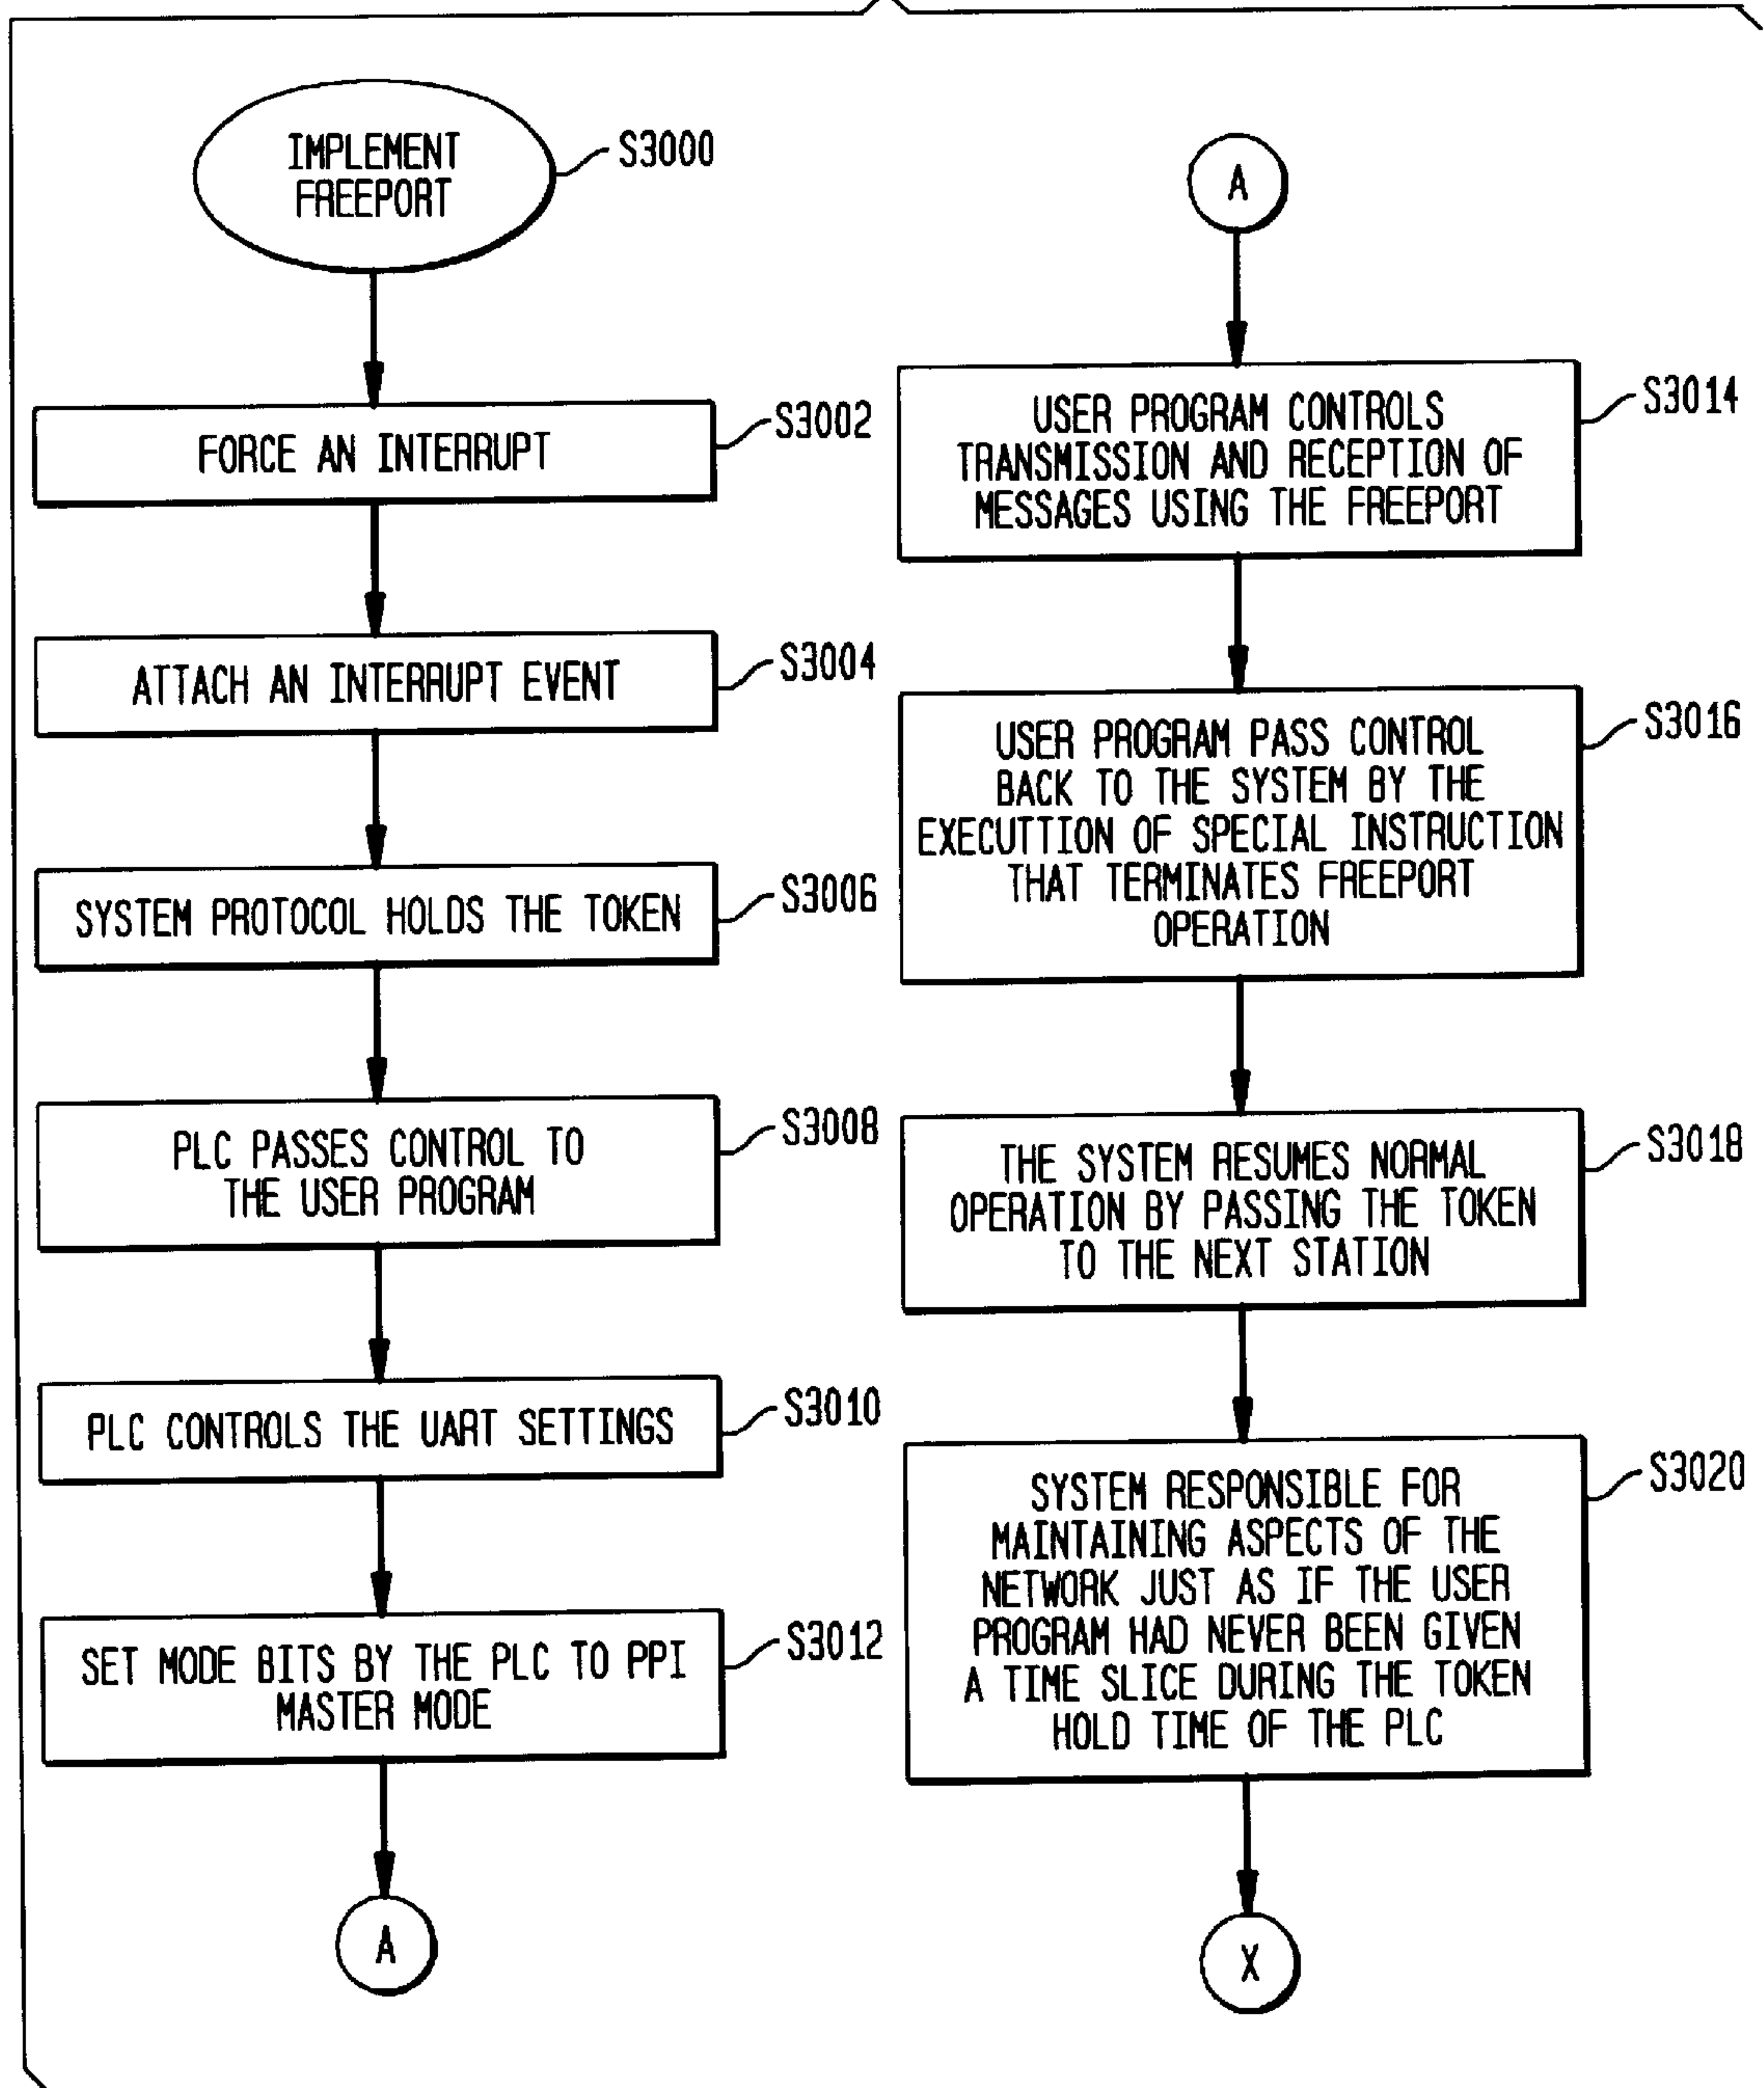 IMPLEMENT
FREEPORT
S3000
FORCE AN INTERRUPT
S3002
ATTACH AN INTERRUPT EVENT
S3004
SYSTEM PROTOCOL HOLDS THE TOKEN
S3006
PLC PASSES CONTROL TO
THE USER PROGRAM
S3008
PLC CONTROLS THE UART SETTINGS
S3010
SET MODE BITS BY THE PLC TO PPI
MASTER MODE
S3012
A
A
USER PROGRAM CONTROLS
TRANSMISSION AND RECEPTION OF
MESSAGES USING THE FREEPORT
S3014
USER PROGRAM PASS CONTROL
BACK TO THE SYSTEM BY THE
EXECUTTION OF SPECIAL INSTRUCTION
THAT TERMINATES FREEPORT
OPERATION
S3016
THE SYSTEM RESUMES NORMAL
OPERATION BY PASSING THE TOKEN
TO THE NEXT STATION
S3018
SYSTEM RESPONSIBLE FOR
MAINTAINING ASPECTS OF THE
NETWORK JUST AS IF THE USER
PROGRAM HAD NEVER BEEN GIVEN
A TIME SLICE DURING THE TOKEN
HOLD TIME OF THE PLC
S3020
X